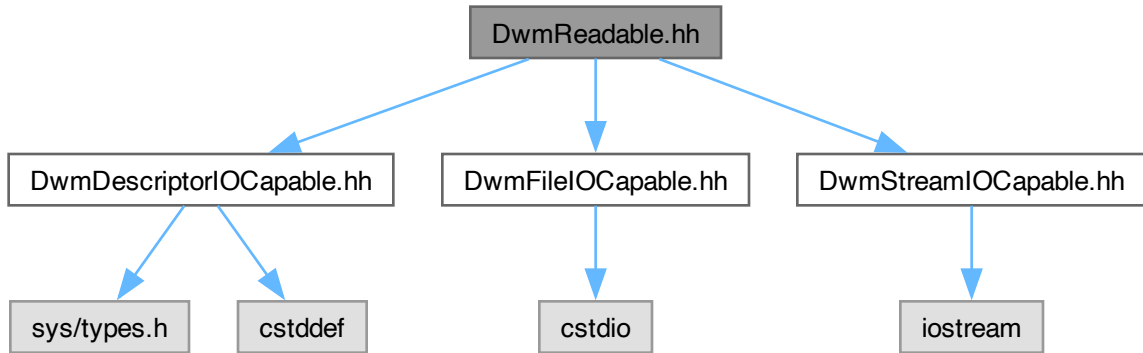 DwmReadable.hh
DwmDescriptorIOCapable.hh
DwmFileIOCapable.hh
DwmStreamIOCapable.hh
sys/types.h
cstddef
cstdio
iostream